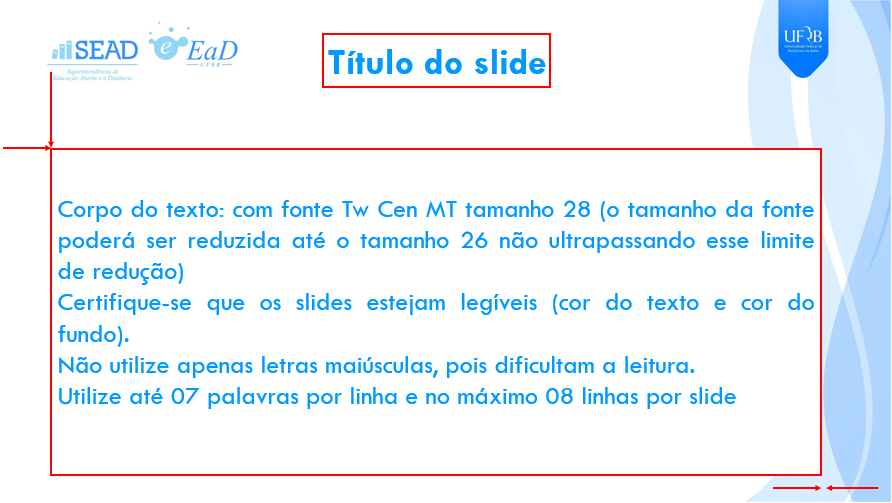 SEAD
Superintendência de
Educação Aberta e a Distância
e EaD
UFRB
Título do slide
UFRB
Universidade Federal do
Recôncavo da Bahia
Corpo do texto: com fonte Tw Cen MT tamanho 28 (o tamanho da fonte
poderá ser reduzida até o tamanho 26 não ultrapassando esse limite
de redução)
Certifique-se que os slides estejam legíveis (cor do texto e cor do
fundo).
Não utilize apenas letras maiúsculas, pois dificultam a leitura.
Utilize até 07 palavras por linha e no máximo 08 linhas por slide